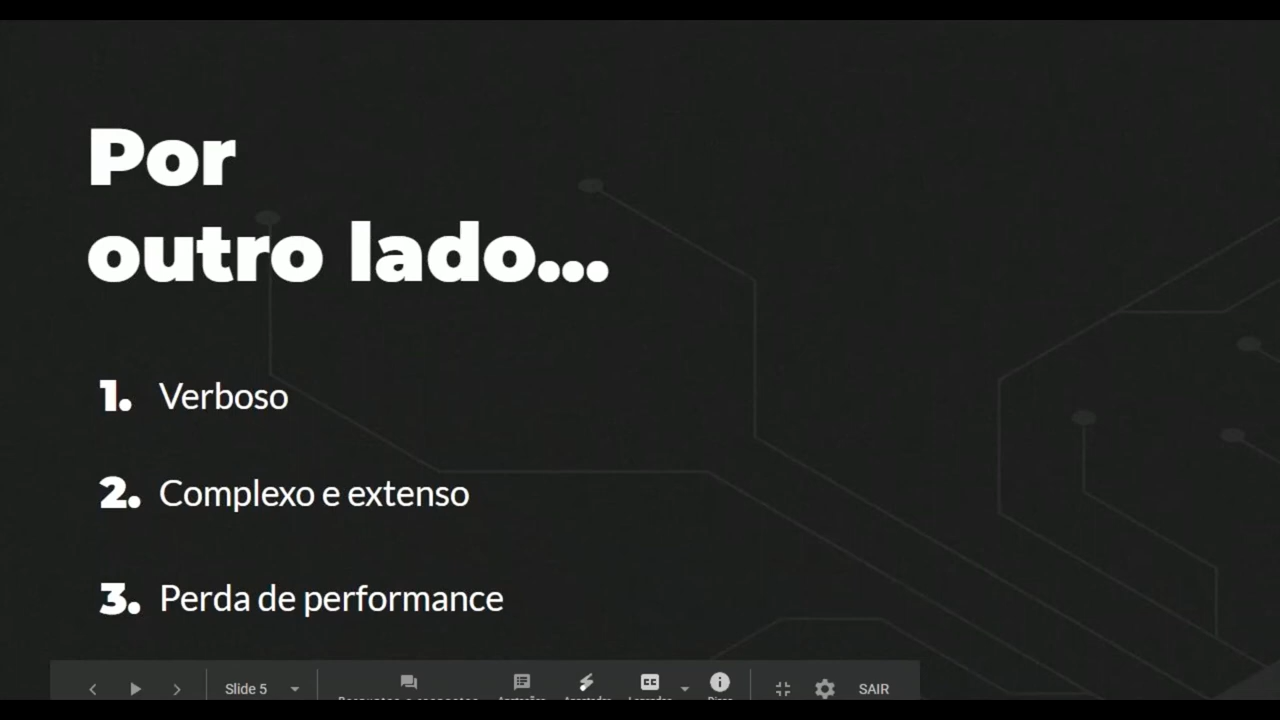 Por
outro lado...
1. Verboso
2. Complexo e extenso
3. Perda de performance
Slide 5
SAIR